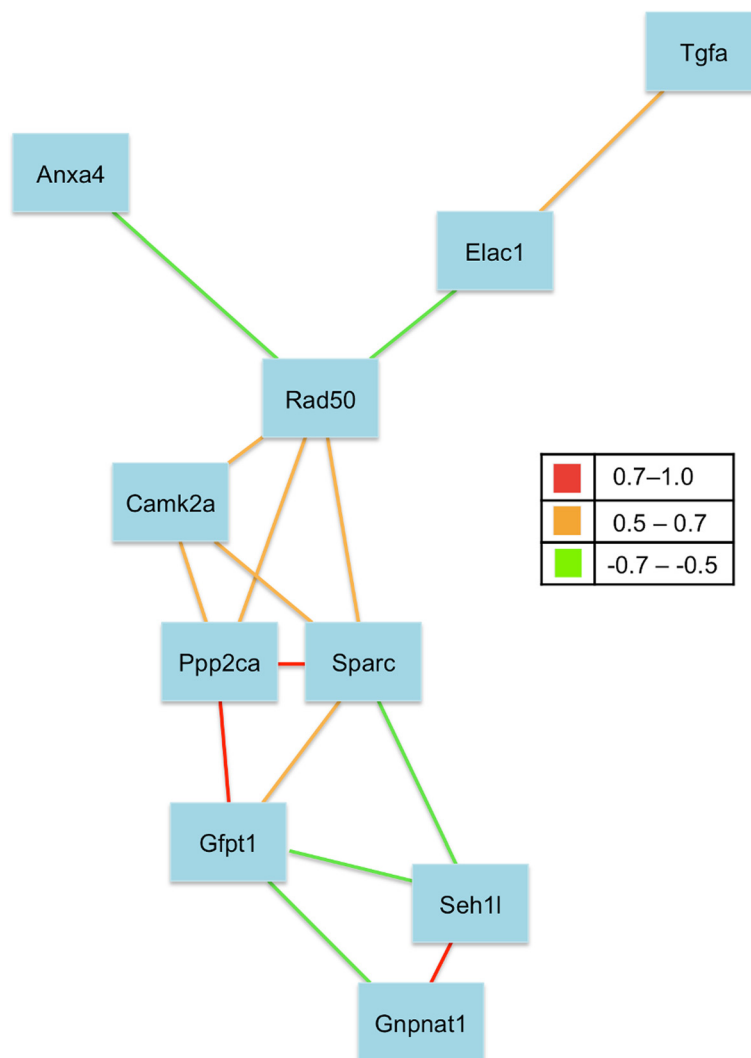 Tgfa
Anxa4
Elac1
Rad50
Camk2a
0.7–1.0
0.5 – 0.7
-0.7 – -0.5
Ppp2ca
Sparc
Gfpt1
Seh1l
Gnpnat1